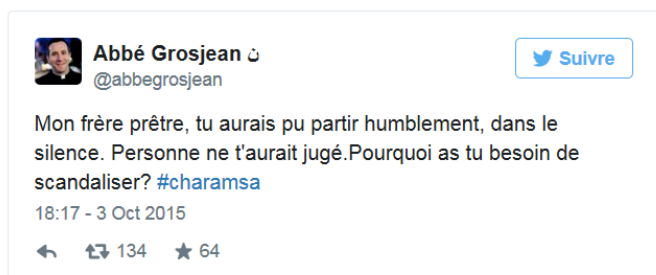 Abbé Grosjean ن
@abbegrosjean
Suivre
Mon frère prêtre, tu aurais pu partir humblement, dans le
silence. Personne ne t'aurait jugé.Pourquoi as tu besoin de
scandaliser? #charamsa
18:17 - 3 Oct 2015
134 64